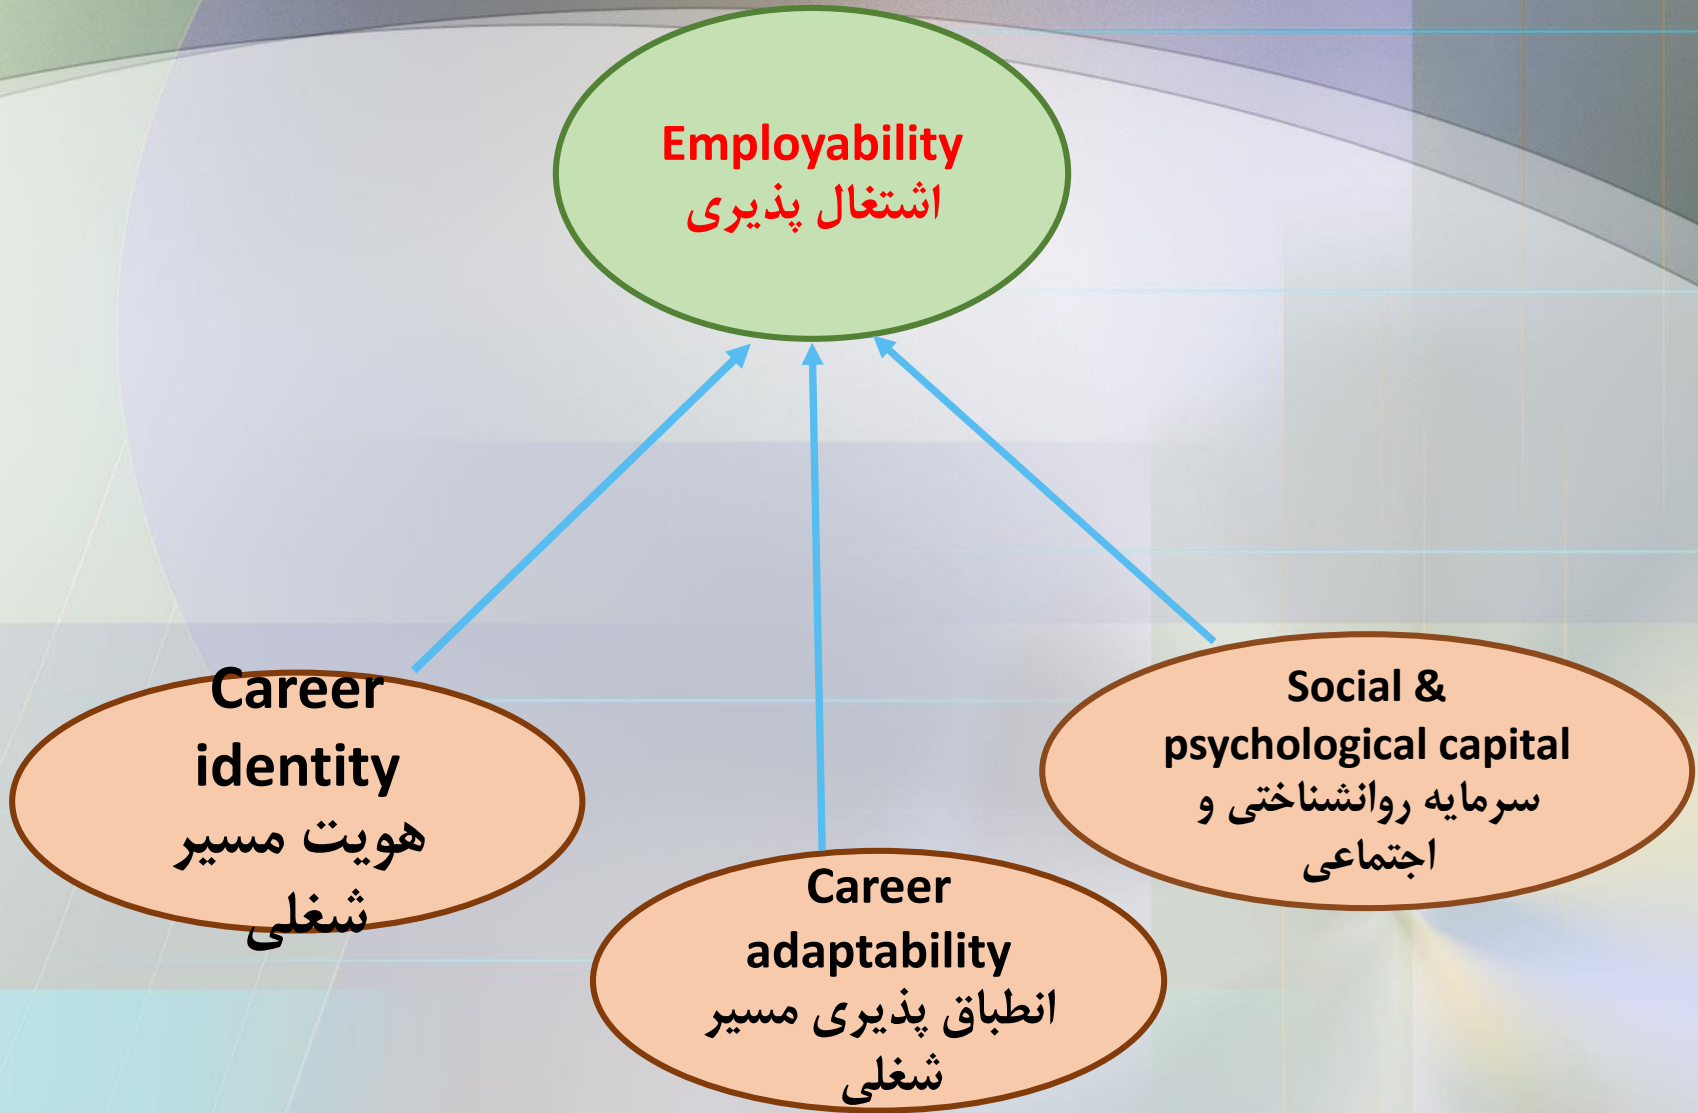 Employability
اشتغال پذیری
Career
identity
هویت مسیر
شغلی
Career
adaptability
انطباق پذیری مسیر
شغلی
Social &
psychological capital
سرمایه روانشناختی و
اجتماعی